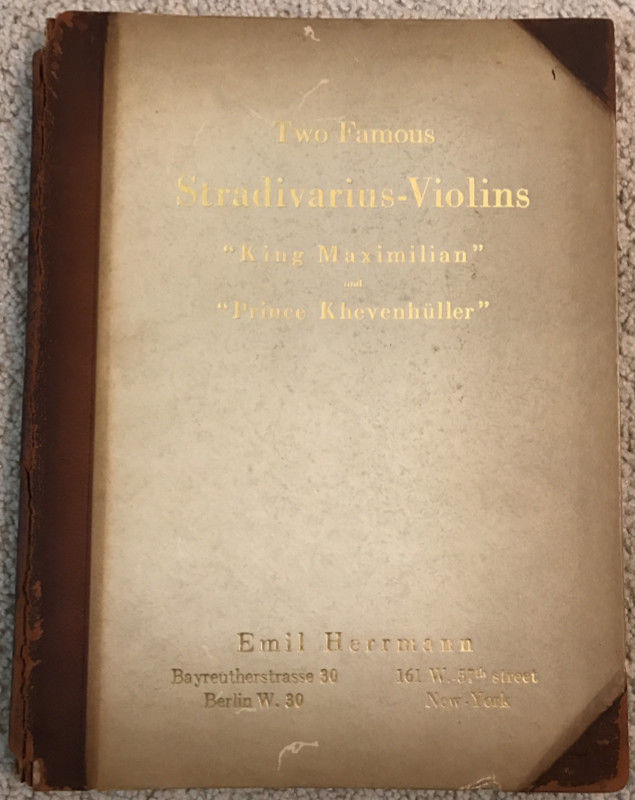 Two Famous
Stradivarius-Violins
“King Maximilian”
and
“Prince Khevenhüller”
Emil Herrmann
Bayreutherstrasse 30
Berlin W. 30
161 W. 57th street
New-York